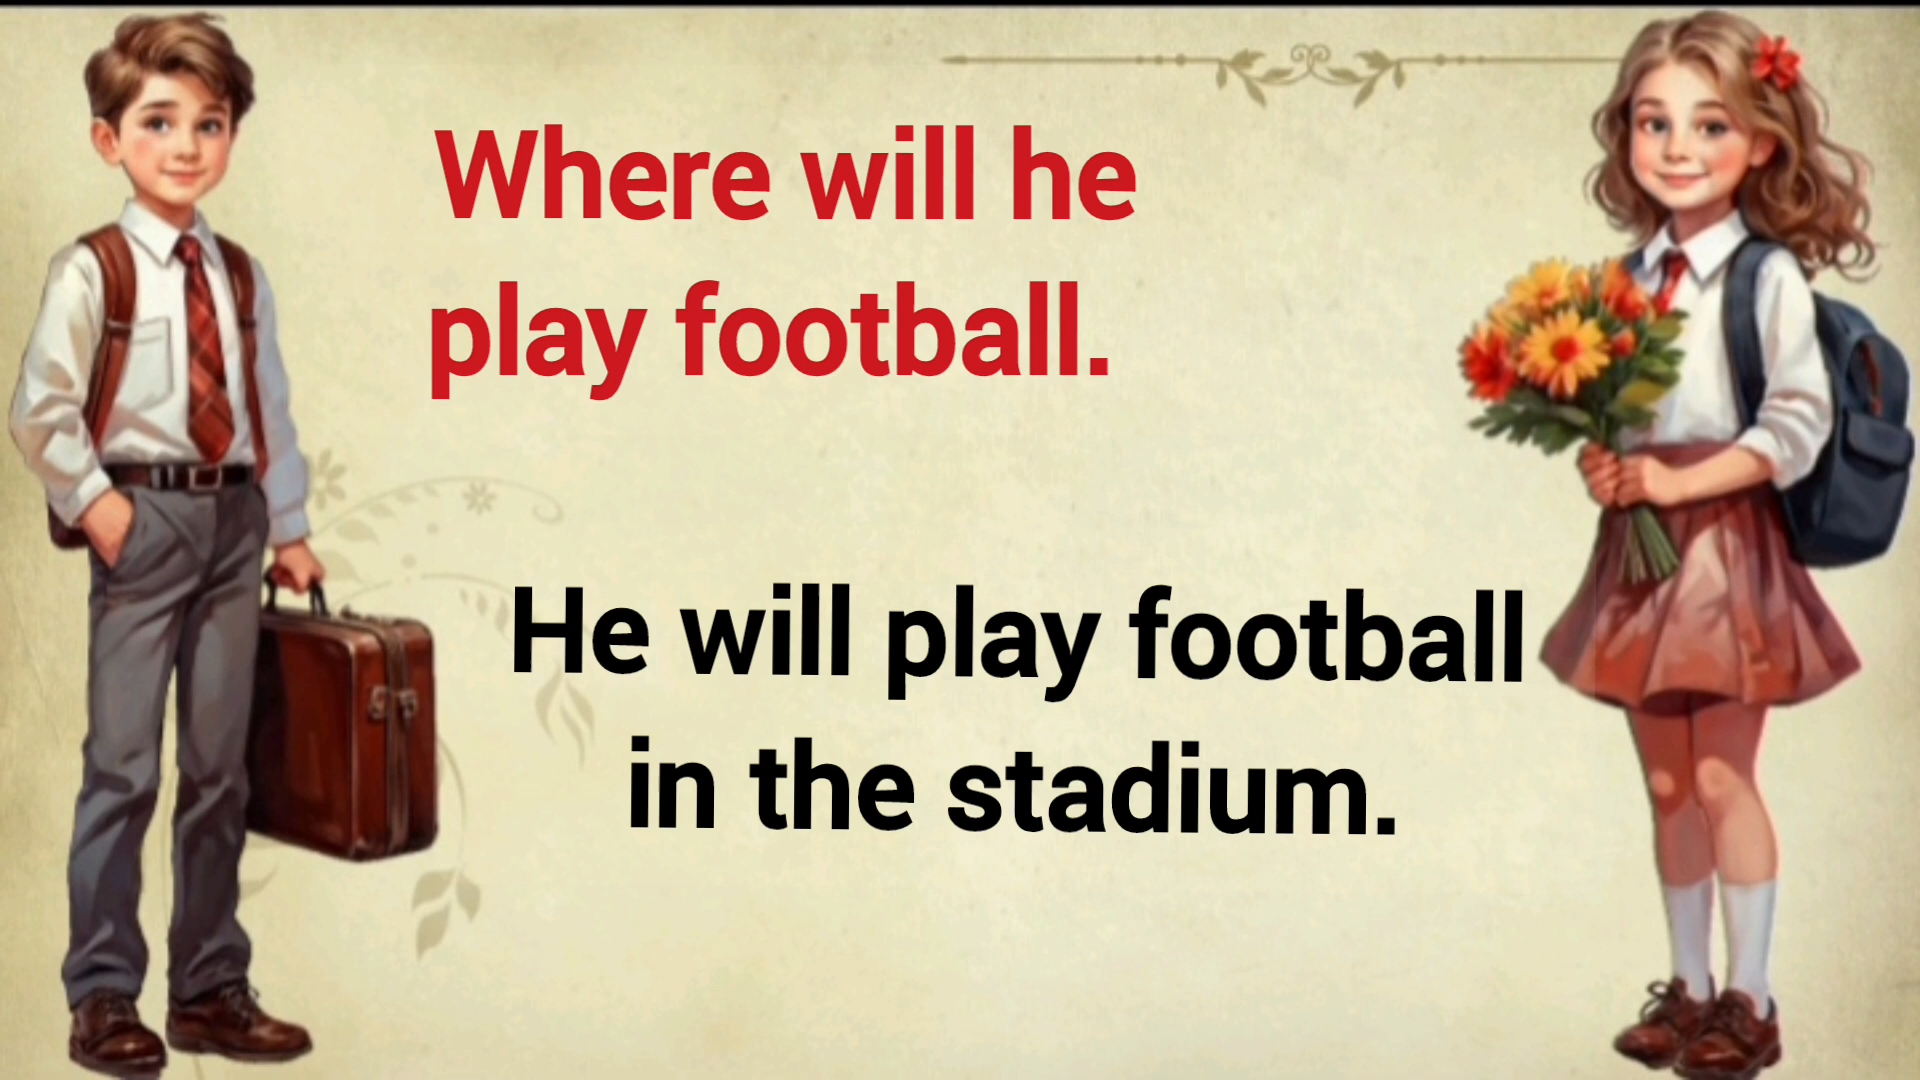 Where will he
play football.
He will play football
in the stadium.